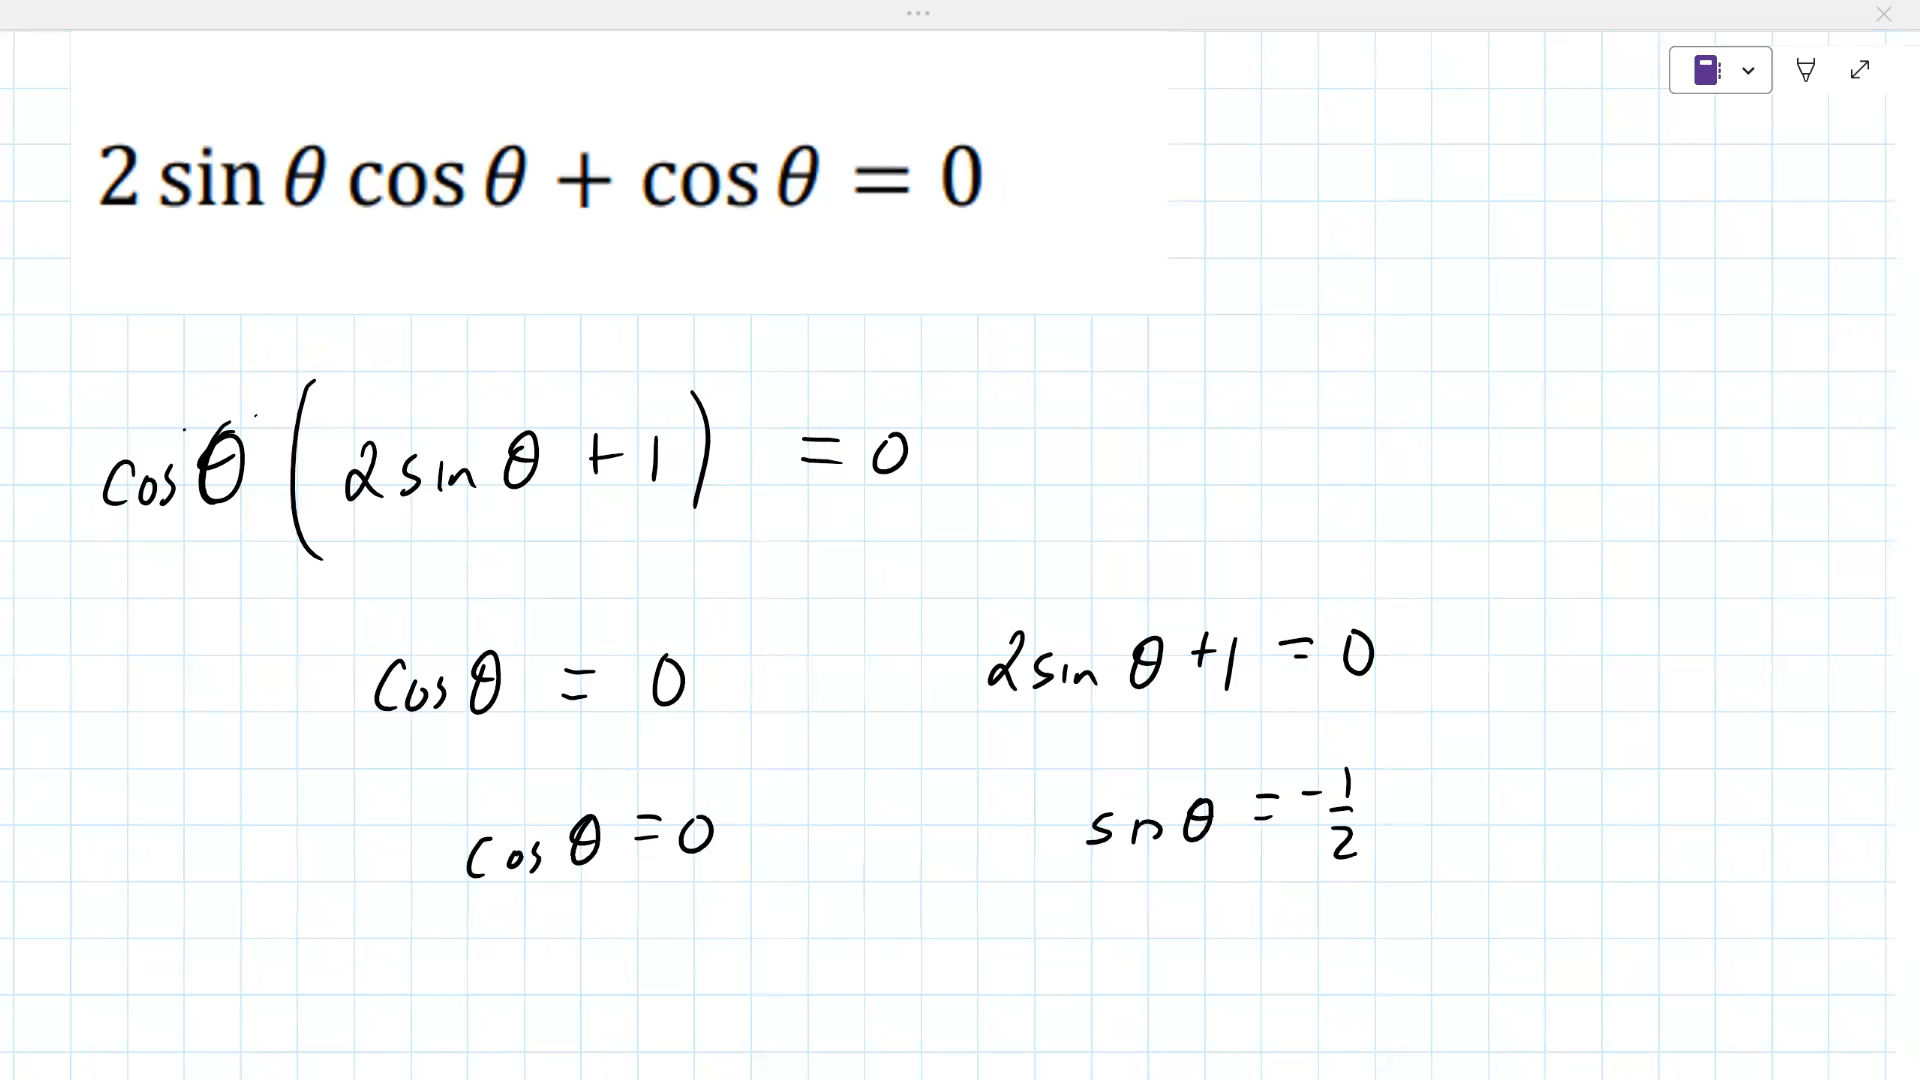 2 sin θ cos θ + cos θ = 0
cos θ (2 sin θ + 1) = 0
cos θ = 0
2 sin θ + 1 = 0
cos θ = 0
sn θ = -1/2